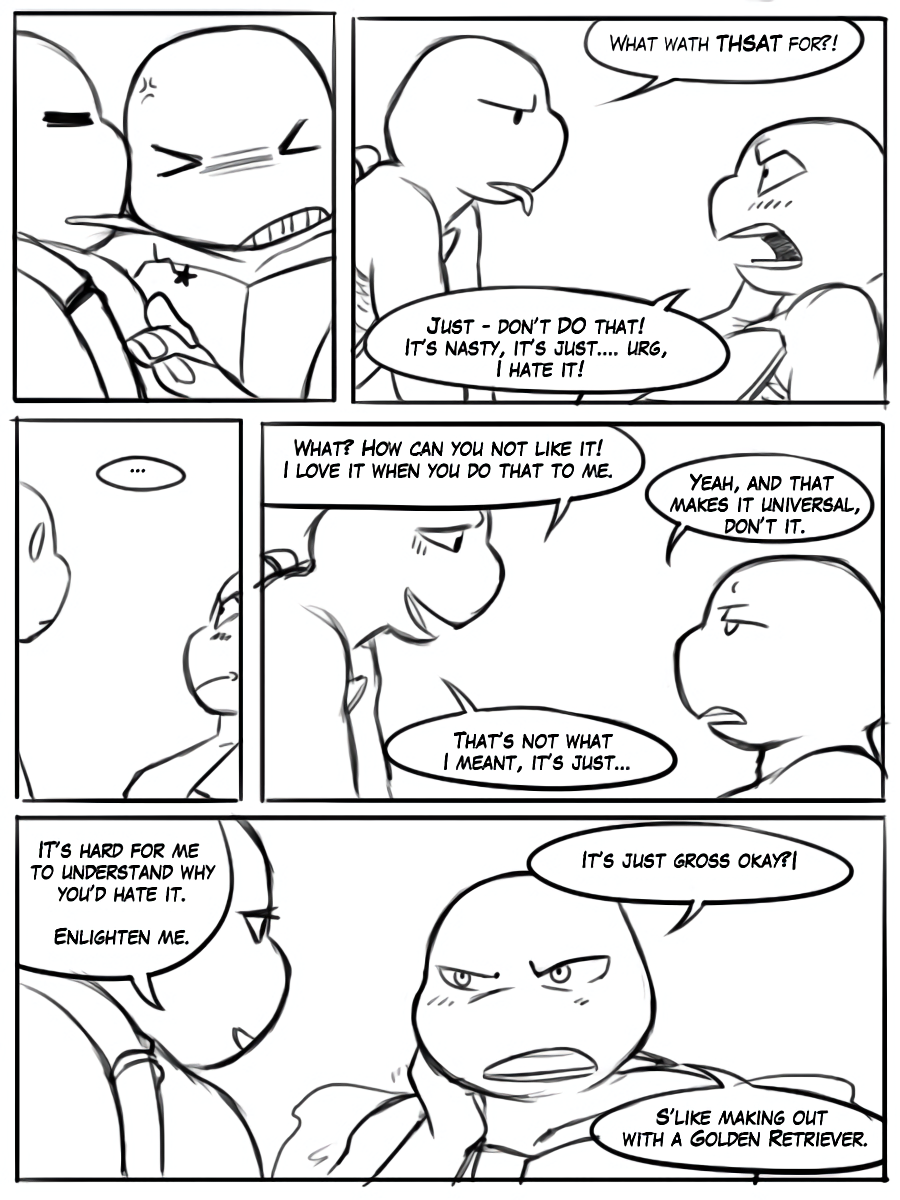 What wath THSAT for?!
Just - don't DO that!
It's nasty, it's just.... urg,
I hate it!
...
What? How can you not like it!
I love it when you do that to me.
Yeah, and that
makes it universal,
don't it.
That's not what
I meant, it's just...
It's hard for me
to understand why
you'd hate it.
Enlighten me.
It's just gross okay?|
S'like making out
with a Golden Retriever.